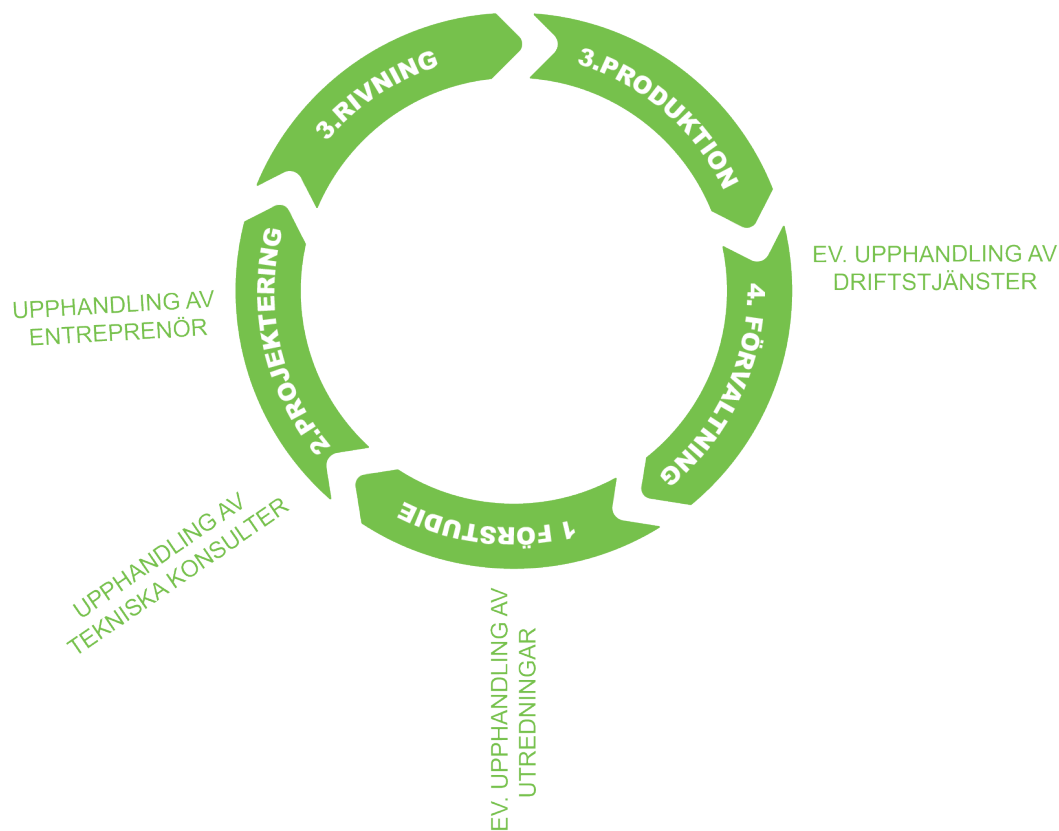 3.RIVNING
3.PRODUKTION
EV. UPPHANDLING AV
DRIFTSTJÄNSTER
4. FÖRVALTNING
1 FÖRSTUDIE
2.PROJEKTERING
UPPHANDLING AV
ENTREPRENÖR
UPPHANDLING AV
TEKNISKA KONSULTER
EV. UPPHANDLING AV
UTREDNINGAR